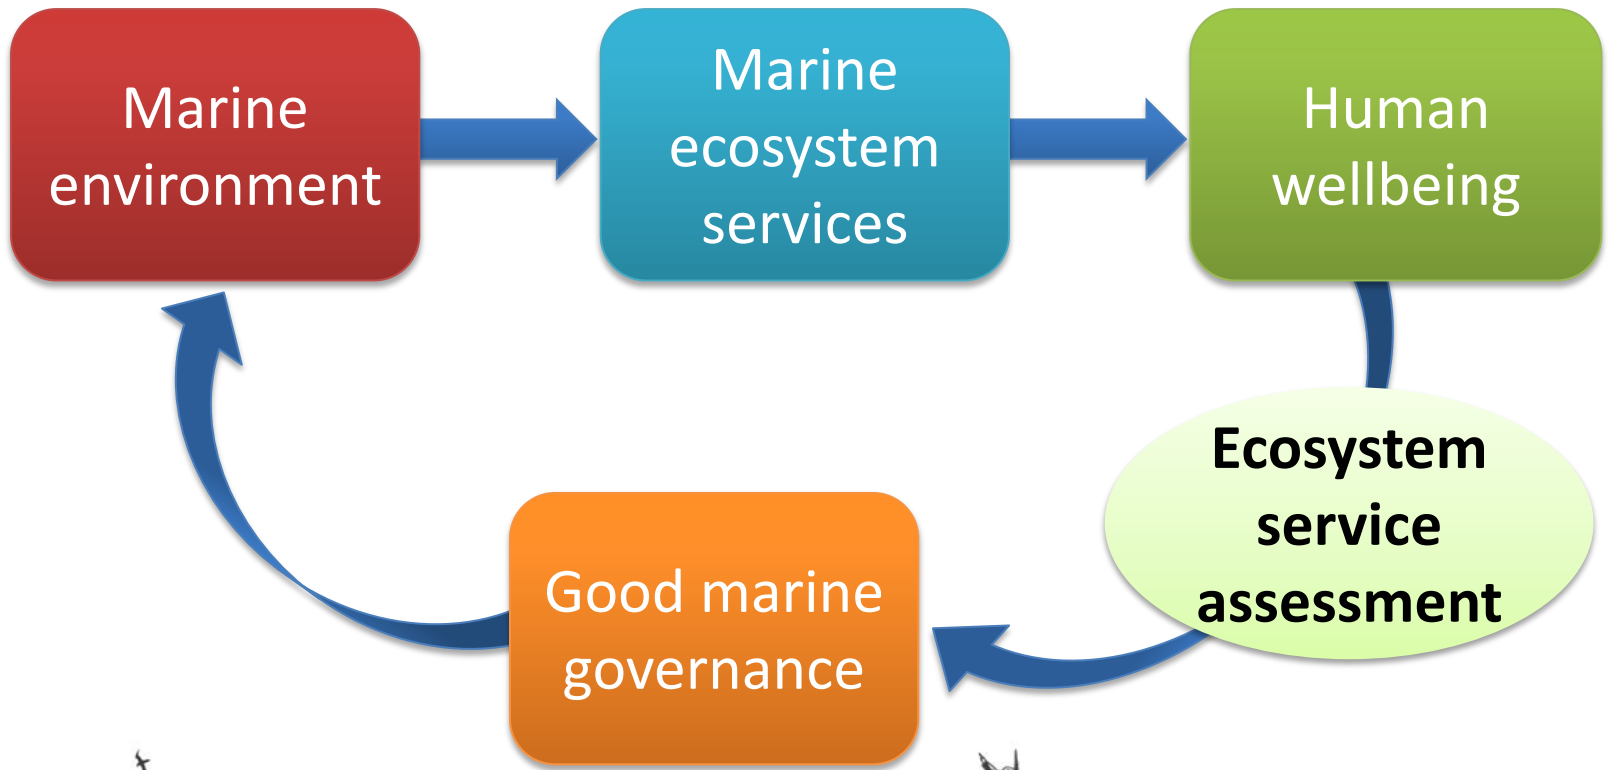 Marine
environment
Marine
ecosystem
services
Human
wellbeing
Ecosystem
service
assessment
Good marine
governance